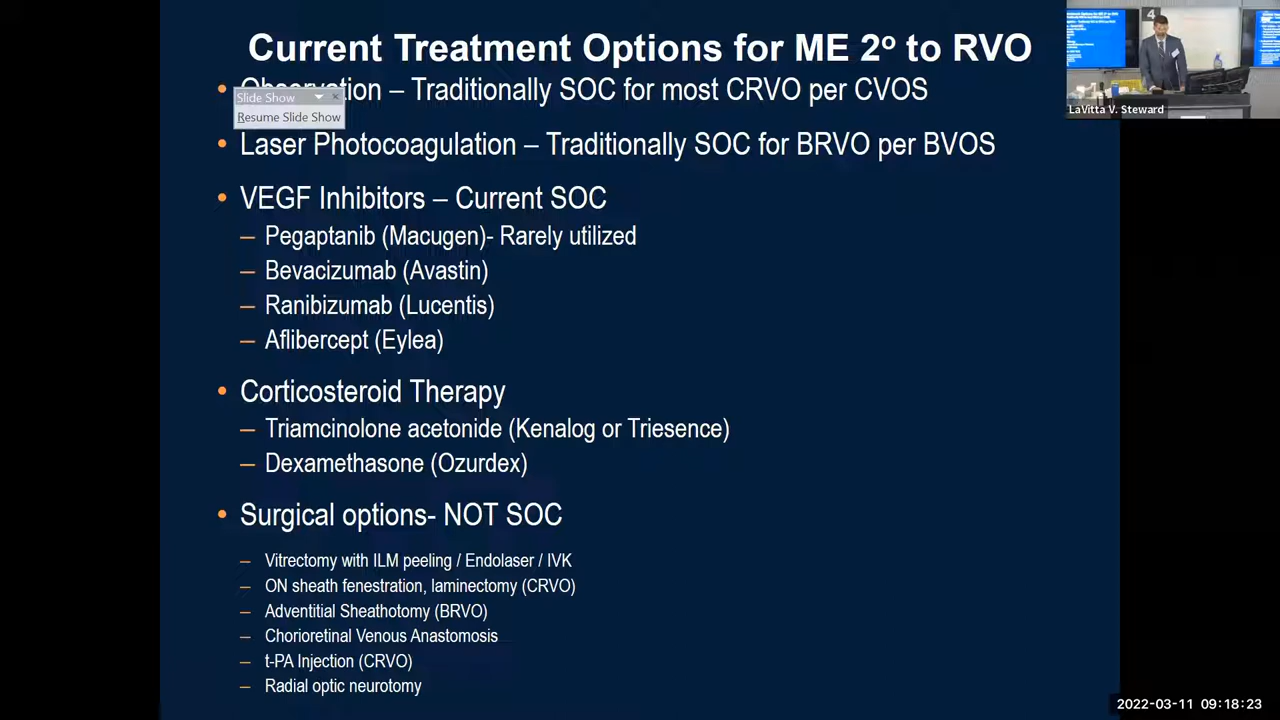 Current Treatment Options for ME 2º to RVO
• Observation – Traditionally SOC for most CRVO per CVOS
Slide Show
Resume Slide Show
• Laser Photocoagulation – Traditionally SOC for BRVO per BVOS
• VEGF Inhibitors – Current SOC
– Pegaptanib (Macugen)- Rarely utilized
– Bevacizumab (Avastin)
– Ranibizumab (Lucentis)
– Aflibercept (Eylea)
• Corticosteroid Therapy
– Triamcinolone acetonide (Kenalog or Triesence)
– Dexamethasone (Ozurdex)
• Surgical options- NOT SOC
– Vitrectomy with ILM peeling / Endolaser / IVK
– ON sheath fenestration, laminectomy (CRVO)
– Adventitial Sheathotomy (BRVO)
– Chorioretinal Venous Anastomosis
– t-PA Injection (CRVO)
– Radial optic neurotomy
4
LaVitta V. Steward
2022-03-11 09:18:23